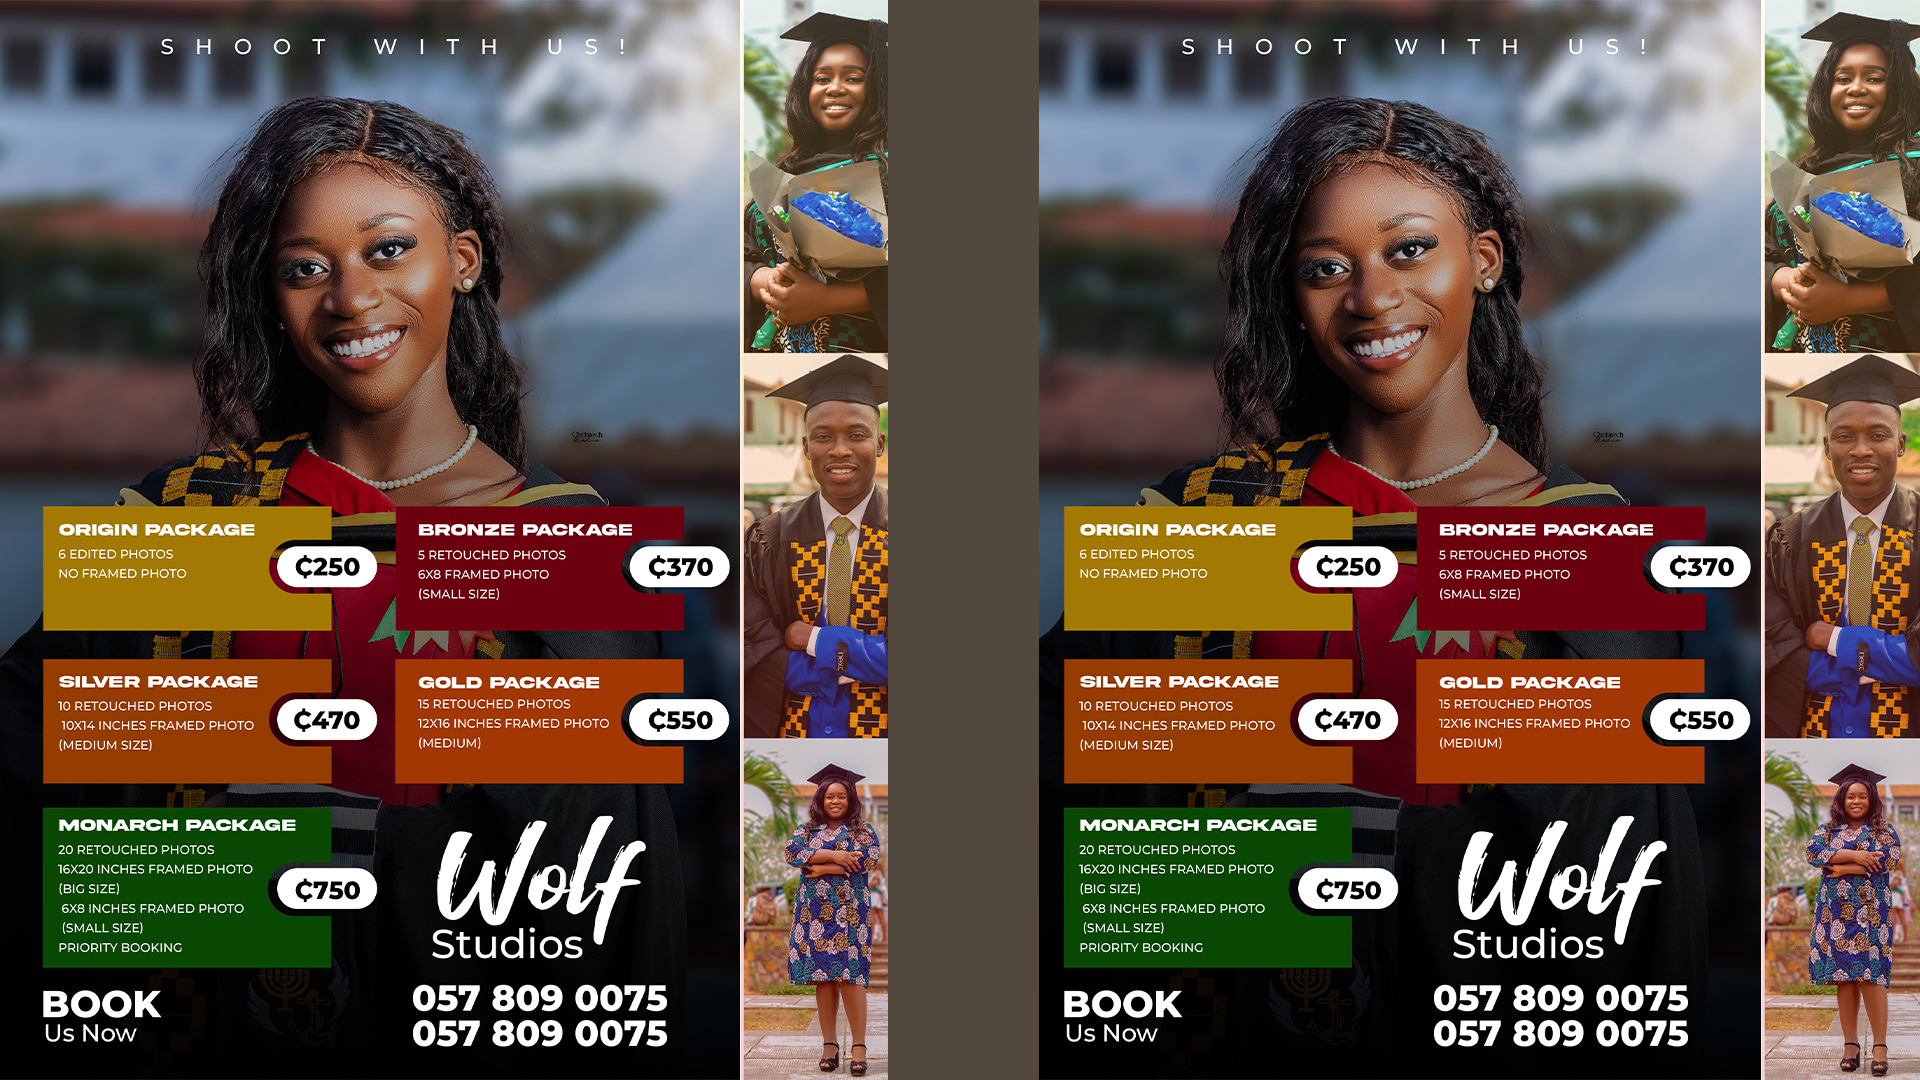 SHOOT WITH US!
ORIGIN PACKAGE
6 EDITED PHOTOS
NO FRAMED PHOTO
₵250
BRONZE PACKAGE
5 RETOUCHED PHOTOS
6X8 FRAMED PHOTO
(SMALL SIZE)
₵370
SILVER PACKAGE
10 RETOUCHED PHOTOS
10X14 INCHES FRAMED PHOTO
(MEDIUM SIZE)
₵470
GOLD PACKAGE
15 RETOUCHED PHOTOS
12X16 INCHES FRAMED PHOTO
(MEDIUM)
₵550
MONARCH PACKAGE
20 RETOUCHED PHOTOS
16X20 INCHES FRAMED PHOTO
(BIG SIZE)
6X8 INCHES FRAMED PHOTO
(SMALL SIZE)
PRIORITY BOOKING
₵750
Wolf
Studios
BOOK
Us Now
057 809 0075
057 809 0075
SHOOT WITH US!
ORIGIN PACKAGE
6 EDITED PHOTOS
NO FRAMED PHOTO
₵250
BRONZE PACKAGE
5 RETOUCHED PHOTOS
6X8 FRAMED PHOTO
(SMALL SIZE)
₵370
SILVER PACKAGE
10 RETOUCHED PHOTOS
10X14 INCHES FRAMED PHOTO
(MEDIUM SIZE)
₵470
GOLD PACKAGE
15 RETOUCHED PHOTOS
12X16 INCHES FRAMED PHOTO
(MEDIUM)
₵550
MONARCH PACKAGE
20 RETOUCHED PHOTOS
16X20 INCHES FRAMED PHOTO
(BIG SIZE)
6X8 INCHES FRAMED PHOTO
(SMALL SIZE)
PRIORITY BOOKING
₵750
Wolf
Studios
BOOK
Us Now
057 809 0075
057 809 0075